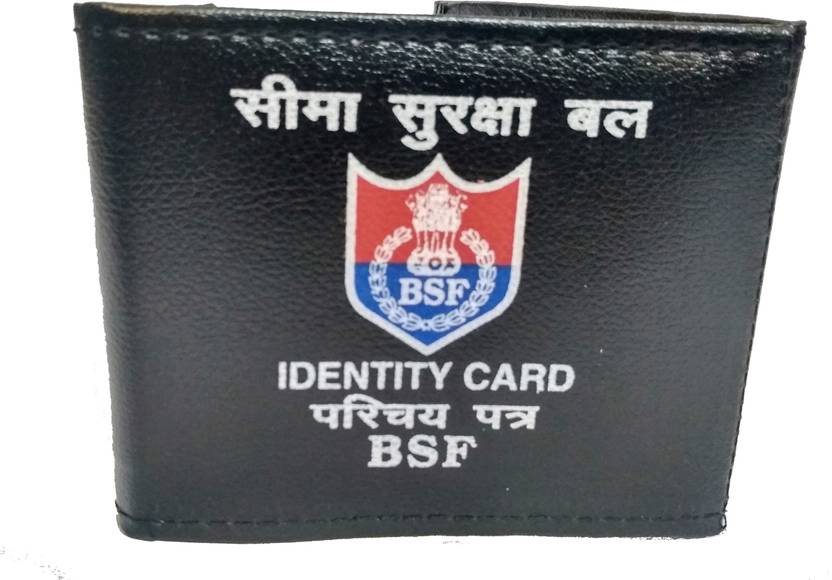 सीमा सुरक्षा बल
BSF
IDENTITY CARD
परिचय पत्र
BSF